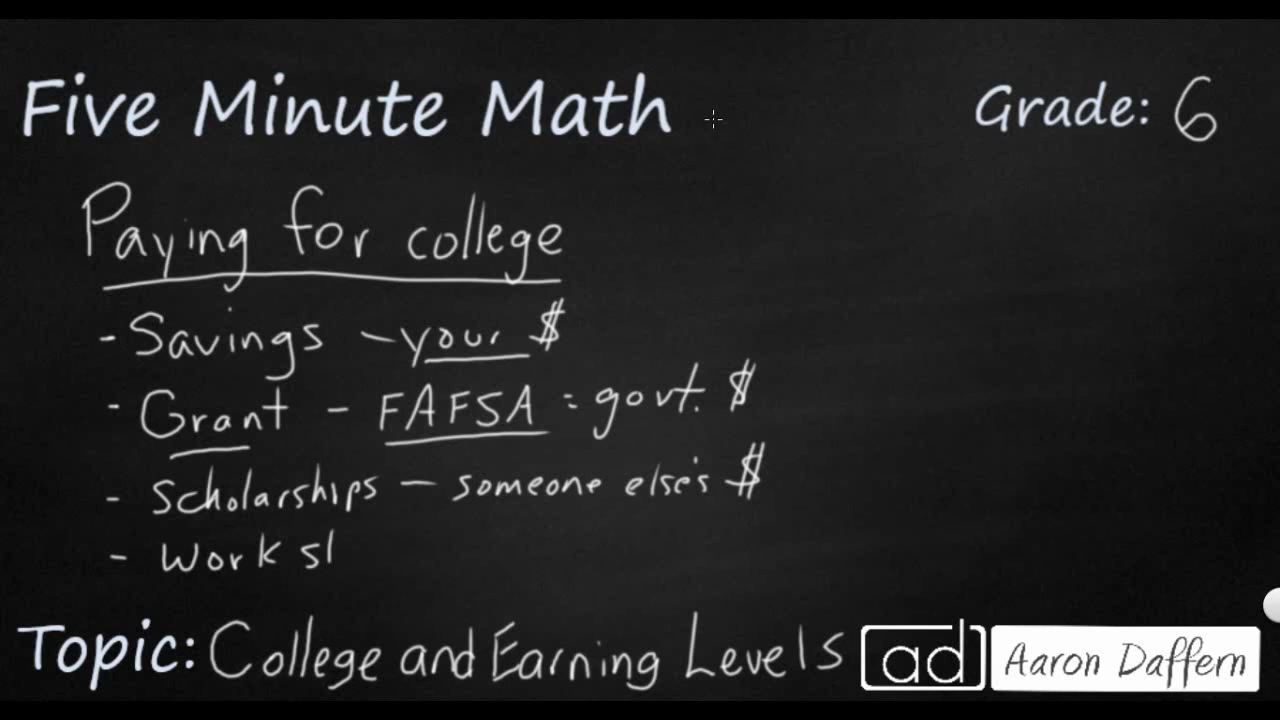 Five Minute Math
Grade: 6
Paying for college
- Savings - your $
- Grant - FAFSA = govt. $
- Scholarships - someone else's $
- Work sl
Topic: College and Earning Levels
ad
Aaron Daffern